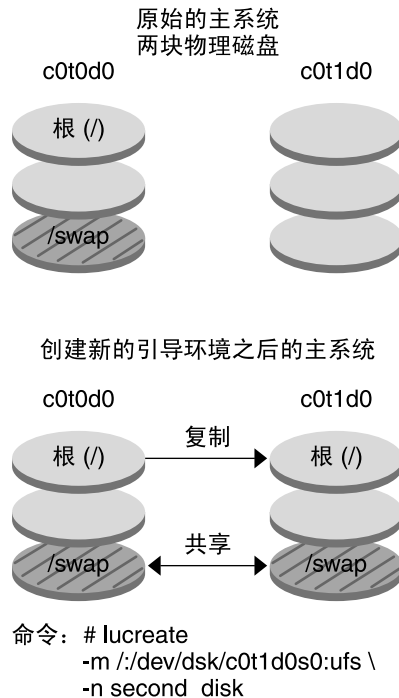 原始的主系统
两块物理磁盘
c0t0d0 c0t1d0
根 (/)
/swap
创建新的引导环境之后的主系统
c0t0d0 c0t1d0
根 (/) 复制 根 (/)
/swap 共享 /swap
命令：# lucreate
-m /:/dev/dsk/c0t1d0s0:ufs \
-n second_disk